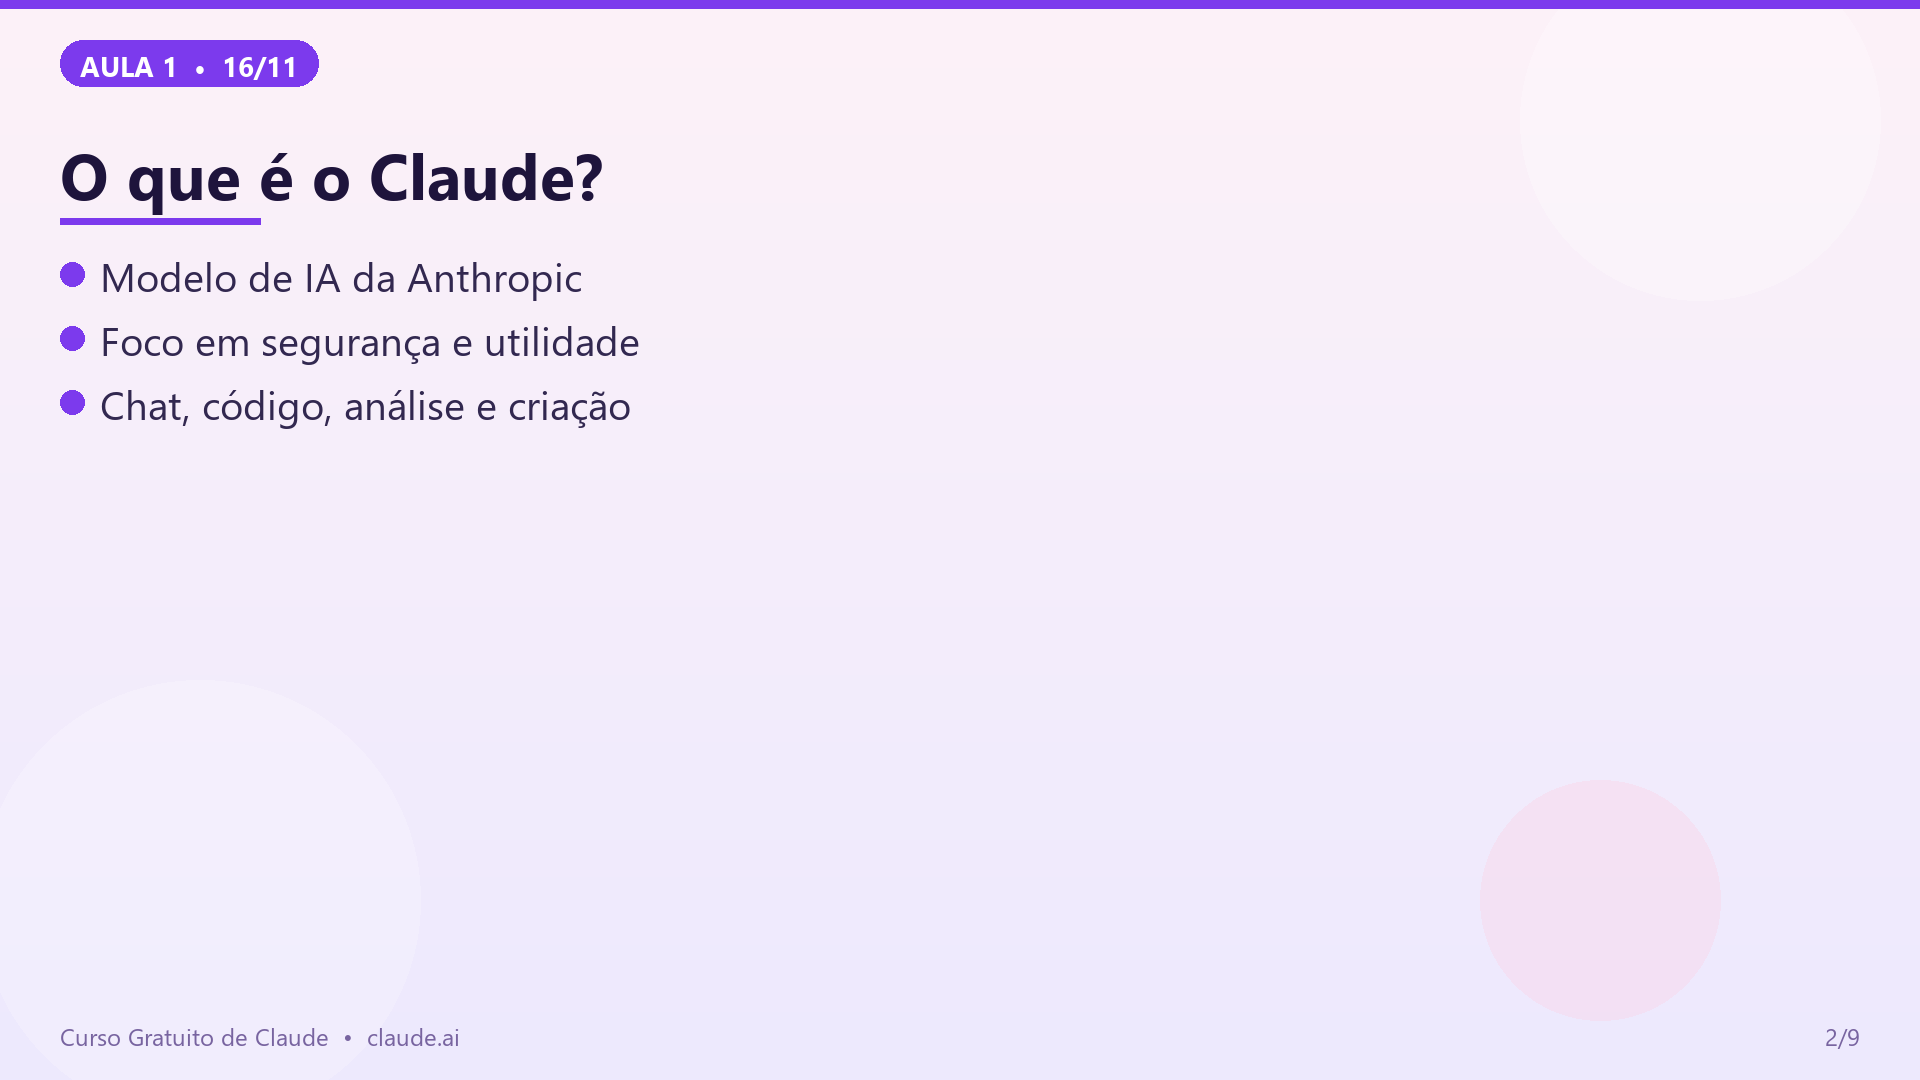 AULA 1 • 16/11
O que é o Claude?
Modelo de IA da Anthropic
Foco em segurança e utilidade
Chat, código, análise e criação
Curso Gratuito de Claude • claude.ai
2/9